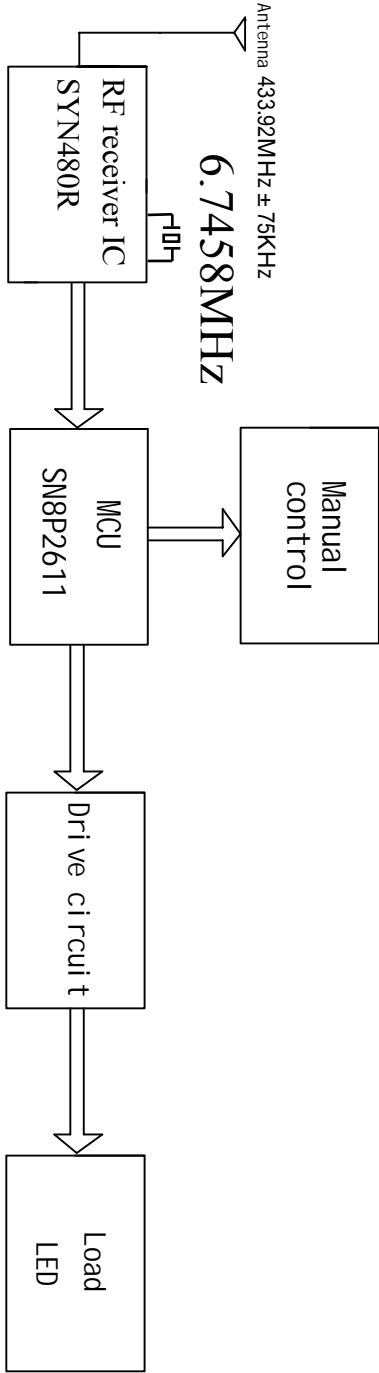 Antenna 433.92MHz ± 75KHz
6.7458MHz
RF receiver IC
SYN480R
Manual
control
MCU
SN8P2611
Drive circuit
Load
LED